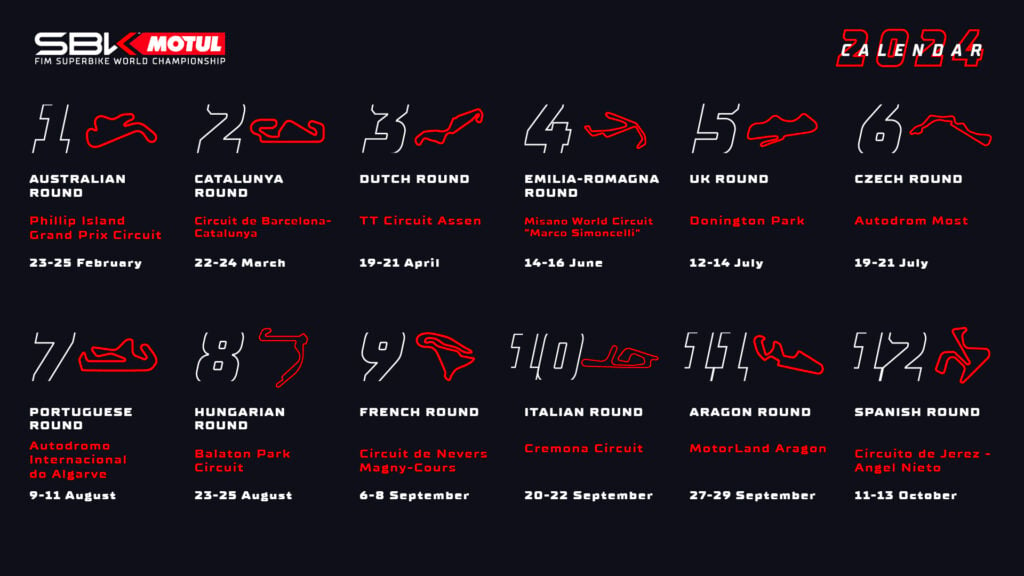 SBK MOTUL
FIM SUPERBIKE WORLD CHAMPIONSHIP
2024
CALENDAR
1
AUSTRALIAN
ROUND
Phillip Island
Grand Prix Circuit
23-25 February
2
CATALUNYA
ROUND
Circuit de Barcelona-
Catalunya
22-24 March
3
DUTCH ROUND
TT Circuit Assen
19-21 April
4
EMILIA-ROMAGNA
ROUND
Misano World Circuit
"Marco Simoncelli"
14-16 June
5
UK ROUND
Donington Park
12-14 July
6
CZECH ROUND
Autodrom Most
19-21 July
7
PORTUGUESE
ROUND
Autodromo
Internacional
do Algarve
9-11 August
8
HUNGARIAN
ROUND
Balaton Park
Circuit
23-25 August
9
FRENCH ROUND
Circuit de Nevers
Magny-Cours
6-8 September
10
ITALIAN ROUND
Cremona Circuit
20-22 September
11
ARAGON ROUND
MotorLand Aragon
27-29 September
12
SPANISH ROUND
Circuito de Jerez -
Angel Nieto
11-13 October